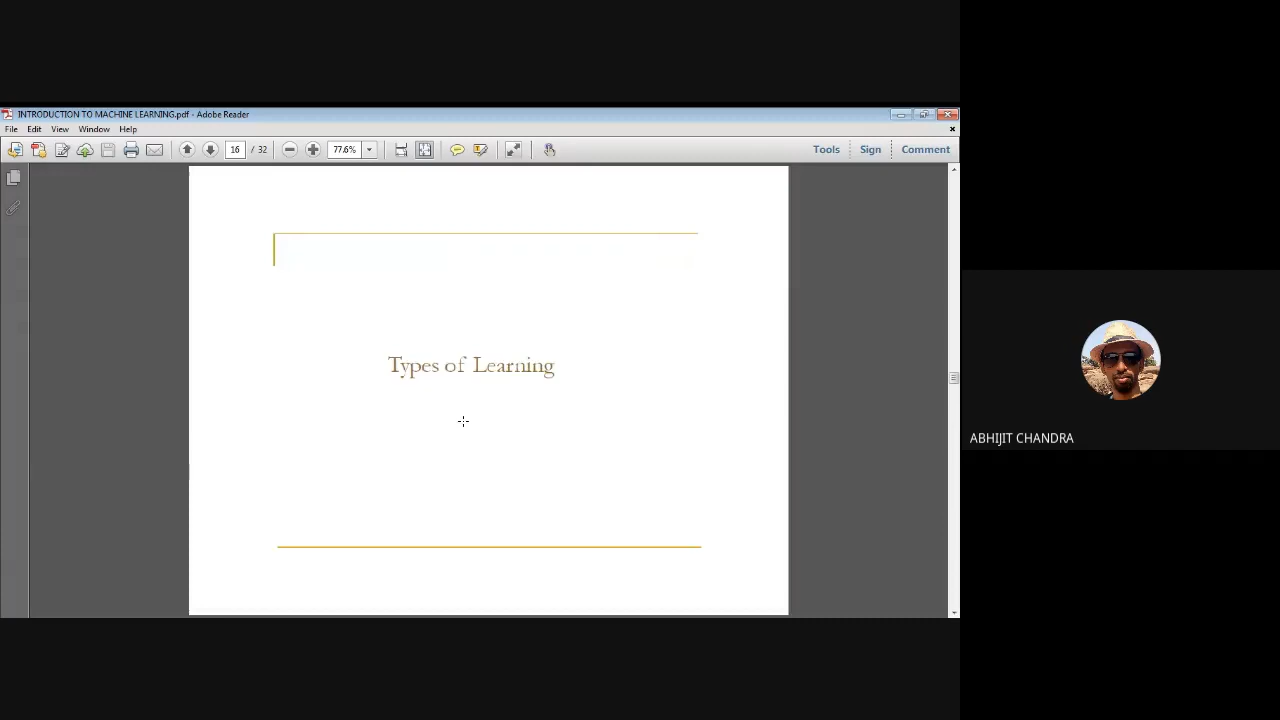 INTRODUCTION TO MACHINE LEARNING.pdf - Adobe Reader
File Edit View Window Help
16 / 32 77.6% Tools Sign Comment
Types of Learning
ABHIJIT CHANDRA